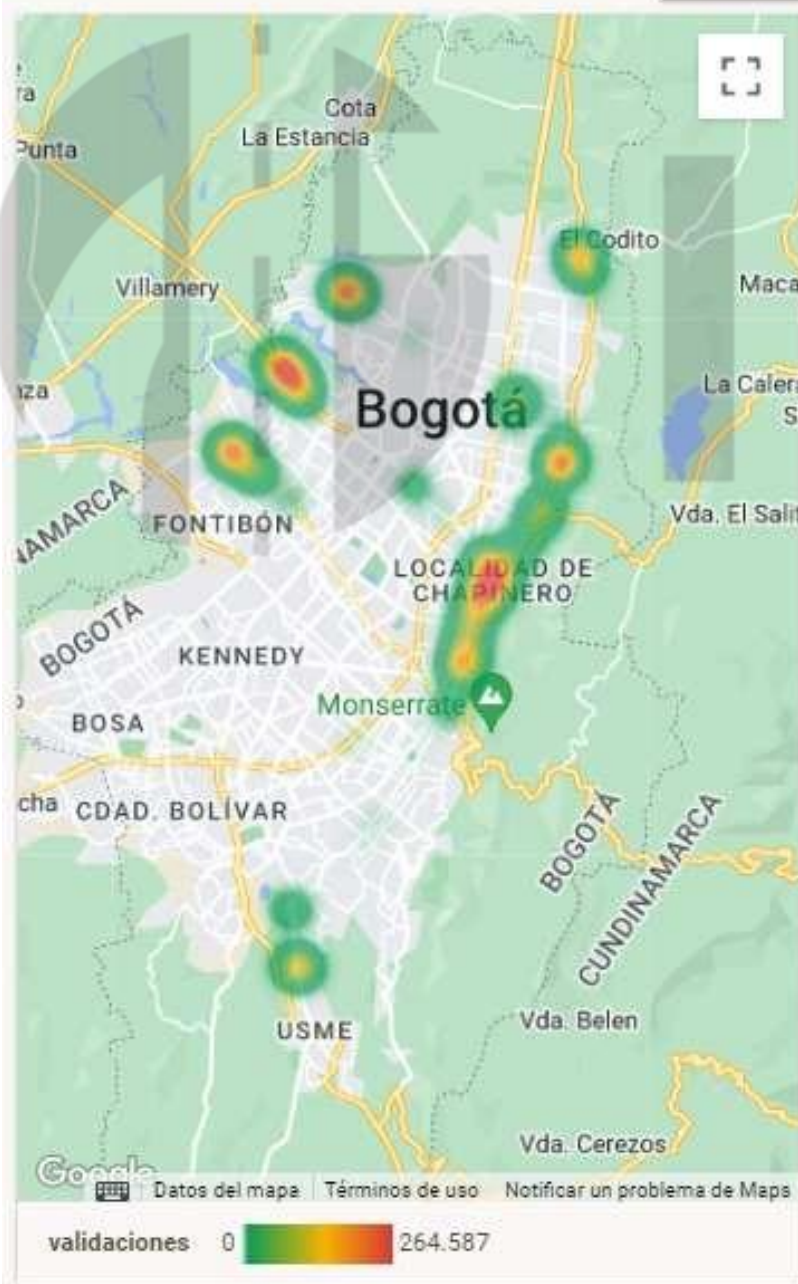 Cota
La Estancia
Punta
El Codito
Villamery
Maca
La Calera
Bogotá
Vda. El Salit
NAMARCA
FONTIBÓN
LOCALIDAD DE
CHAPINERO
BOGOTÁ
KENNEDY
Monserrate
BOSA
cha
CDAD. BOLÍVAR
BOGOTÁ
CUNDINAMARCA
USME
Vda. Belen
Vda. Cerezos
Google
Datos del mapa
Términos de uso
Notificar un problema de Maps
validaciones 0 264.587